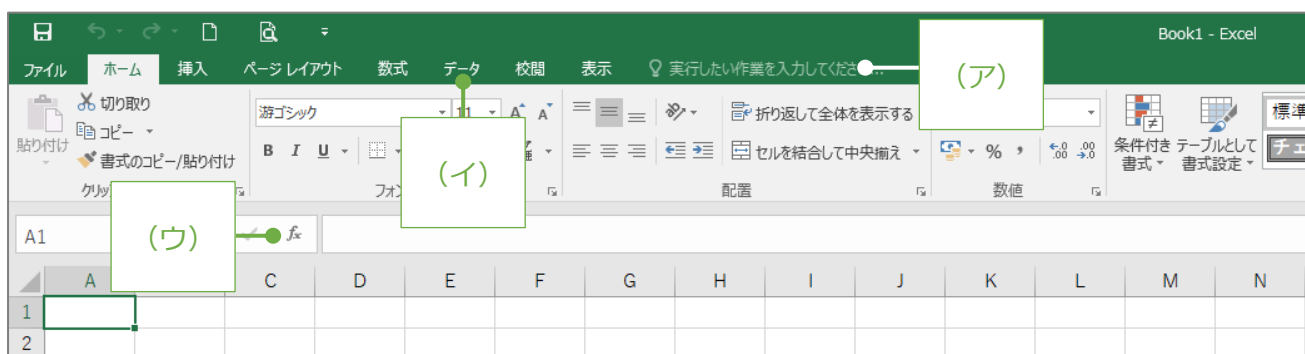 Book1 - Excel
ファイル ホーム 挿入 ページ レイアウト 数式 データ 校閲 表示 実行したい作業を入力してくださ...
(ア)
貼り付け
切り取り
コピー
書式のコピー/貼り付け
游ゴシック 11 A A
B I U
折り返して全体を表示する
セルを結合して中央揃え
% , .00
条件付き書式
テーブルとして書式設定
標準
チェ
フォン
配置
数値
(イ)
(ウ)
A1 fx
A C D E F G H I J K L M N
1
2